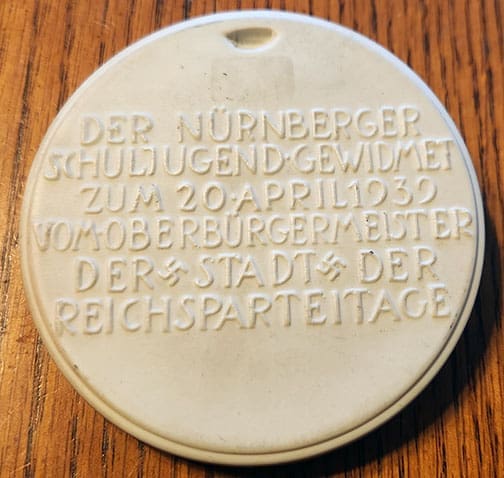 DER NÜRNBERGER
SCHULJUGEND·GEWIDMET
ZUM 20·APRIL 1939
VOM·OBERBÜRGERMEISTER
DER 卐 STADT 卐 DER
REICHSPARTEITAGE